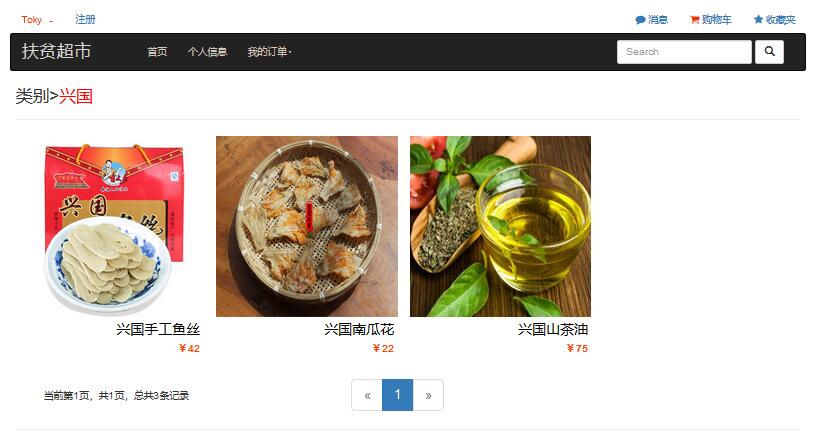 Toky 注册 消息 购物车 收藏夹
扶贫超市 首页 个人信息 我的订单 Search
类别>兴国
兴国
兴国手工鱼丝 兴国南瓜花 兴国山茶油
¥42 ¥22 ¥75
当前第1页，共1页，总共3条记录 « 1 »